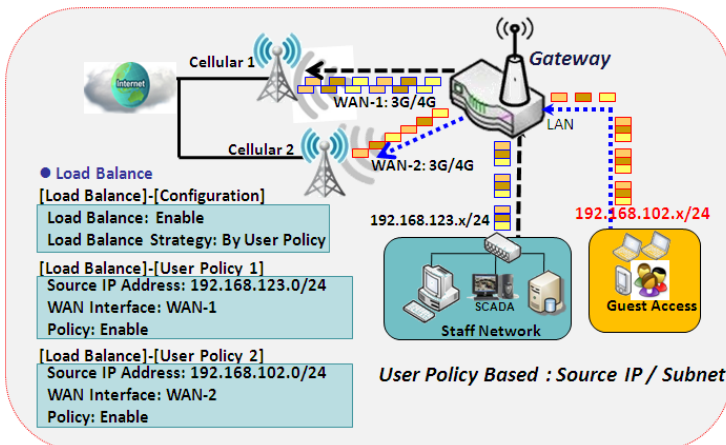 Gateway
Cellular 1
Internet
WAN-1: 3G/4G
LAN
Cellular 2
WAN-2: 3G/4G
● Load Balance
[Load Balance]-[Configuration]
Load Balance: Enable
Load Balance Strategy: By User Policy
192.168.123.x/24
192.168.102.x/24
[Load Balance]-[User Policy 1]
Source IP Address: 192.168.123.0/24
WAN Interface: WAN-1
Policy: Enable
SCADA
Staff Network
Guest Access
[Load Balance]-[User Policy 2]
Source IP Address: 192.168.102.0/24
WAN Interface: WAN-2
Policy: Enable
User Policy Based : Source IP / Subnet